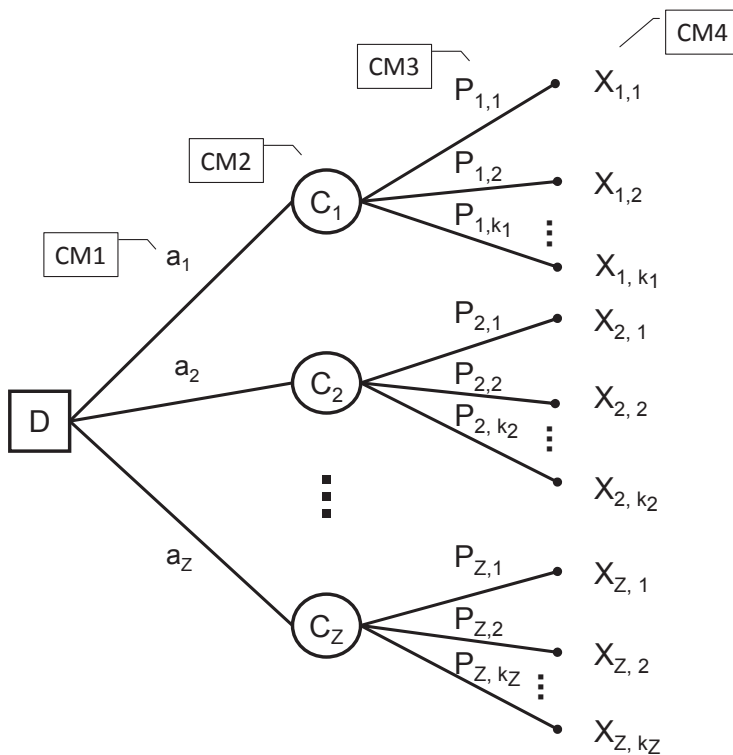 CM4
CM3
X1,1
P1,1
CM2
P1,2
X1,2
C1
P1,k1
CM1
a1
X1, k1
P2,1
X2, 1
a2
C2
P2,2
X2, 2
D
P2, k2
X2, k2
aZ
PZ,1
XZ, 1
CZ
PZ,2
XZ, 2
PZ, kZ
XZ, kZ